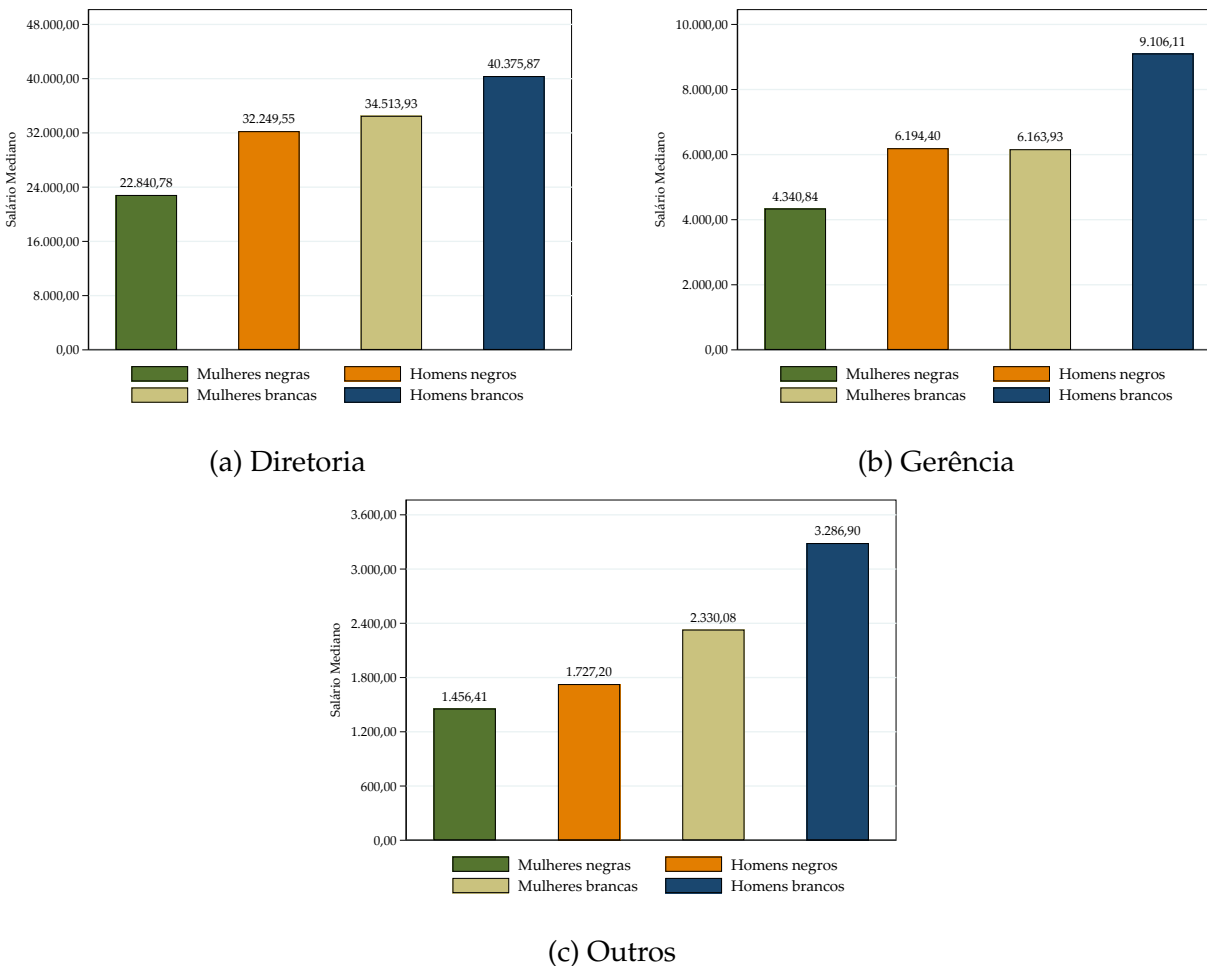 48.000,00
40.000,00
32.000,00
24.000,00
16.000,00
8.000,00
0,00
Salário Mediano
22.840,78
32.249,55
34.513,93
40.375,87
Mulheres negras
Homens negros
Mulheres brancas
Homens brancos
(a) Diretoria
10.000,00
8.000,00
6.000,00
4.000,00
2.000,00
0,00
Salário Mediano
4.340,84
6.194,40
6.163,93
9.106,11
Mulheres negras
Homens negros
Mulheres brancas
Homens brancos
(b) Gerência
3.600,00
3.000,00
2.400,00
1.800,00
1.200,00
600,00
0,00
Salário Mediano
1.456,41
1.727,20
2.330,08
3.286,90
Mulheres negras
Homens negros
Mulheres brancas
Homens brancos
(c) Outros